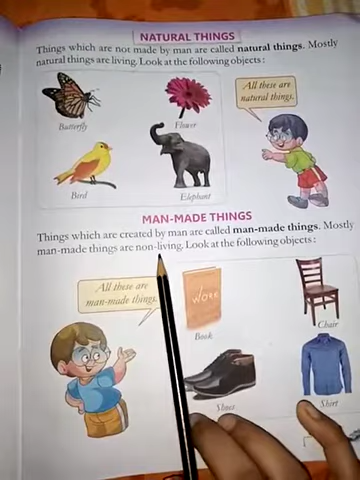 NATURAL THINGS
Things which are not made by man are called natural things. Mostly
natural things are living. Look at the following objects :
Butterfly
Flower
All these are
natural things.
Bird
Elephant
MAN-MADE THINGS
Things which are created by man are called man-made things. Mostly
man-made things are non-living. Look at the following objects :
All these are
man-made things.
Book
Chair
Shoes
Shirt